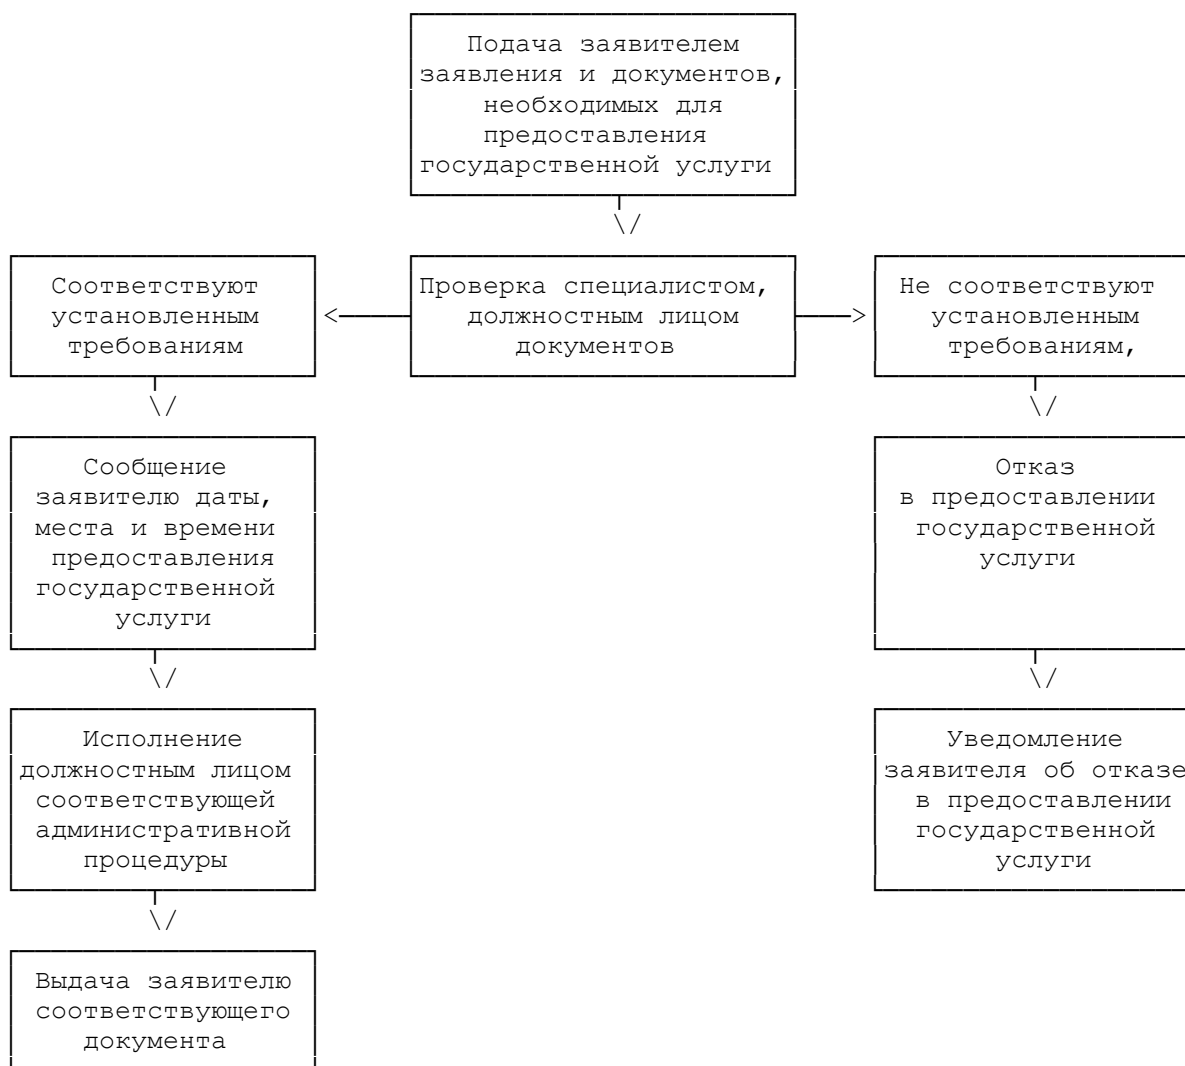 Подача заявителем
заявления и документов,
необходимых для
предоставления
государственной услуги
\/
Соответствуют
установленным
требованиям
<
Проверка специалистом,
должностным лицом
документов
>
Не соответствуют
установленным
требованиям,
\/
\/
Сообщение
заявителю даты,
места и времени
предоставления
государственной
услуги
Отказ
в предоставлении
государственной
услуги
\/
\/
Исполнение
должностным лицом
соответствующей
административной
процедуры
Уведомление
заявителя об отказе
в предоставлении
государственной
услуги
\/
Выдача заявителю
соответствующего
документа